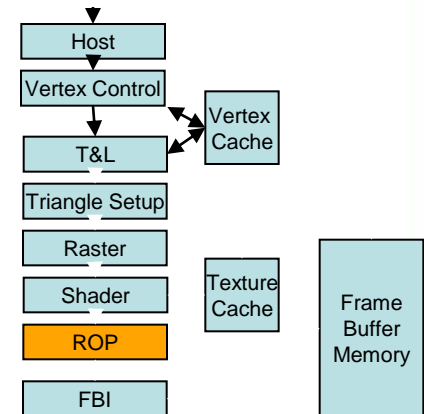 Host
Vertex Control
Vertex
Cache
T&L
Triangle Setup
Raster
Shader
Texture
Cache
ROP
Frame
Buffer
Memory
FBI